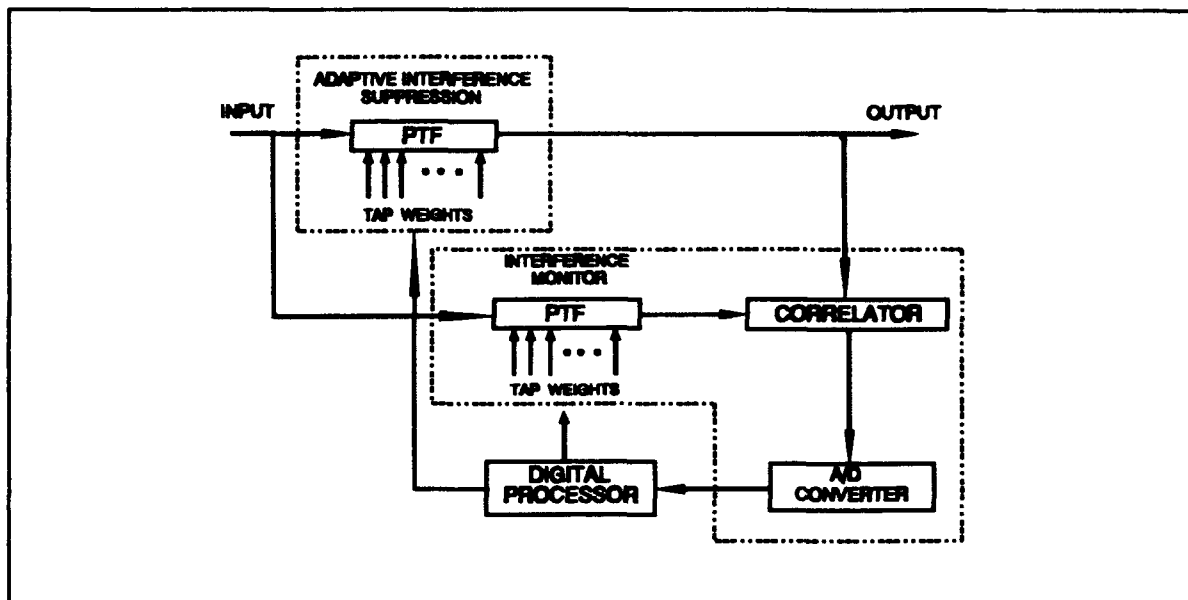 ADAPTIVE INTERFERENCE
SUPPRESSION
INPUT
PTF
OUTPUT
TAP WEIGHTS
INTERFERENCE
MONITOR
PTF
CORRELATOR
TAP WEIGHTS
DIGITAL
PROCESSOR
A/D
CONVERTER